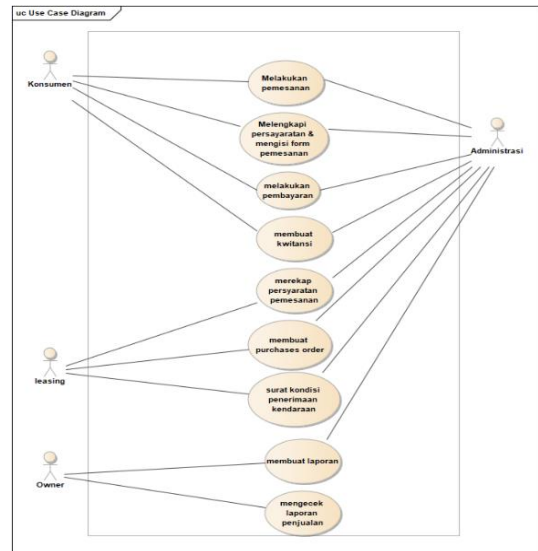 uc Use Case Diagram
Konsumen
Melakukan
pemesanan
Melengkapi
persayaratan &
mengisi form
pemesanan
Administrasi
melakukan
pembayaran
membuat
kwitansi
merekap
persyaratan
pemesanan
membuat
purchases order
leasing
surat kondisi
penerimaan
kendaraan
membuat laporan
Owner
mengecek
laporan
penjualan